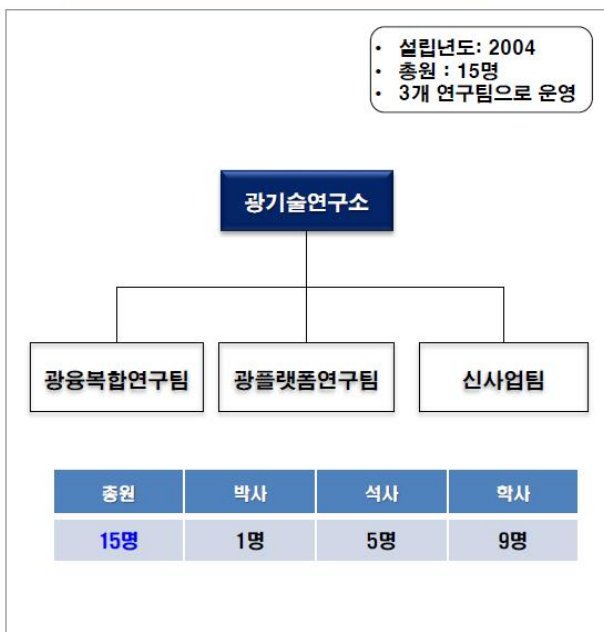 • 설립년도: 2004
• 총원 : 15명
• 3개 연구팀으로 운영
광기술연구소
광융복합연구팀 광플랫폼연구팀 신사업팀
총원 박사 석사 학사
15명 1명 5명 9명